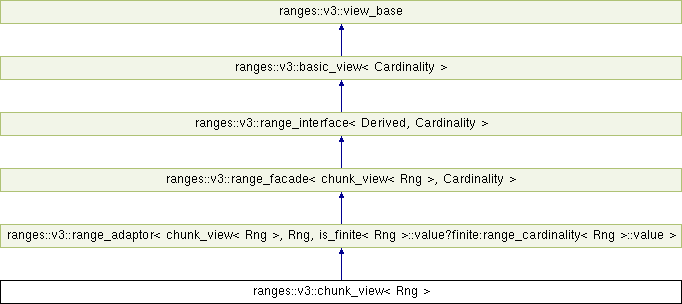 ranges::v3::view_base
ranges::v3::basic_view< Cardinality >
ranges::v3::range_interface< Derived, Cardinality >
ranges::v3::range_facade< chunk_view< Rng >, Cardinality >
ranges::v3::range_adaptor< chunk_view< Rng >, Rng, is_finite< Rng >::value?finite:range_cardinality< Rng >::value >
ranges::v3::chunk_view< Rng >